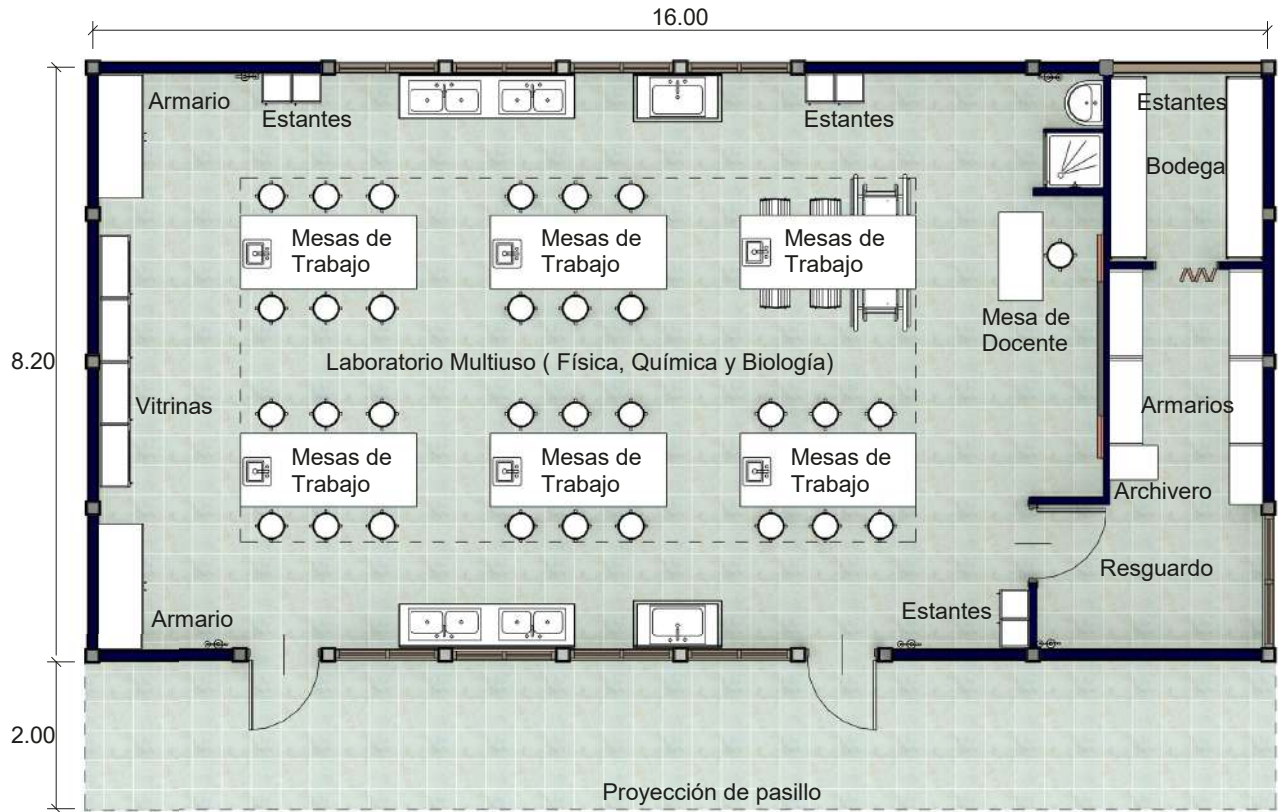 16.00
Armario
Estantes
Estantes
Estantes
Bodega
Mesas de
Trabajo
Mesas de
Trabajo
Mesas de
Trabajo
Mesa de
Docente
8.20
Laboratorio Multiuso ( Física, Química y Biología)
Vitrinas
Armarios
Mesas de
Trabajo
Mesas de
Trabajo
Mesas de
Trabajo
Archivero
Resguardo
Armario
Estantes
2.00
Proyección de pasillo